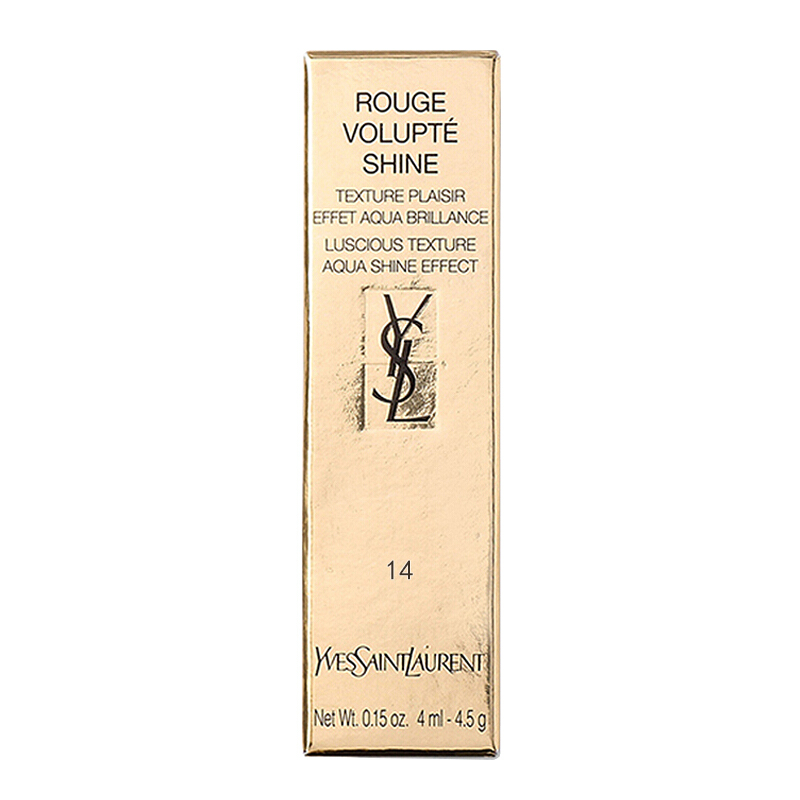 ROUGE
VOLUPTÉ
SHINE
TEXTURE PLAISIR
EFFET AQUA BRILLANCE
LUSCIOUS TEXTURE
AQUA SHINE EFFECT
YSL
14
YVESSAINTLAURENT
Net Wt. 0.15 oz. 4 ml - 4.5 g